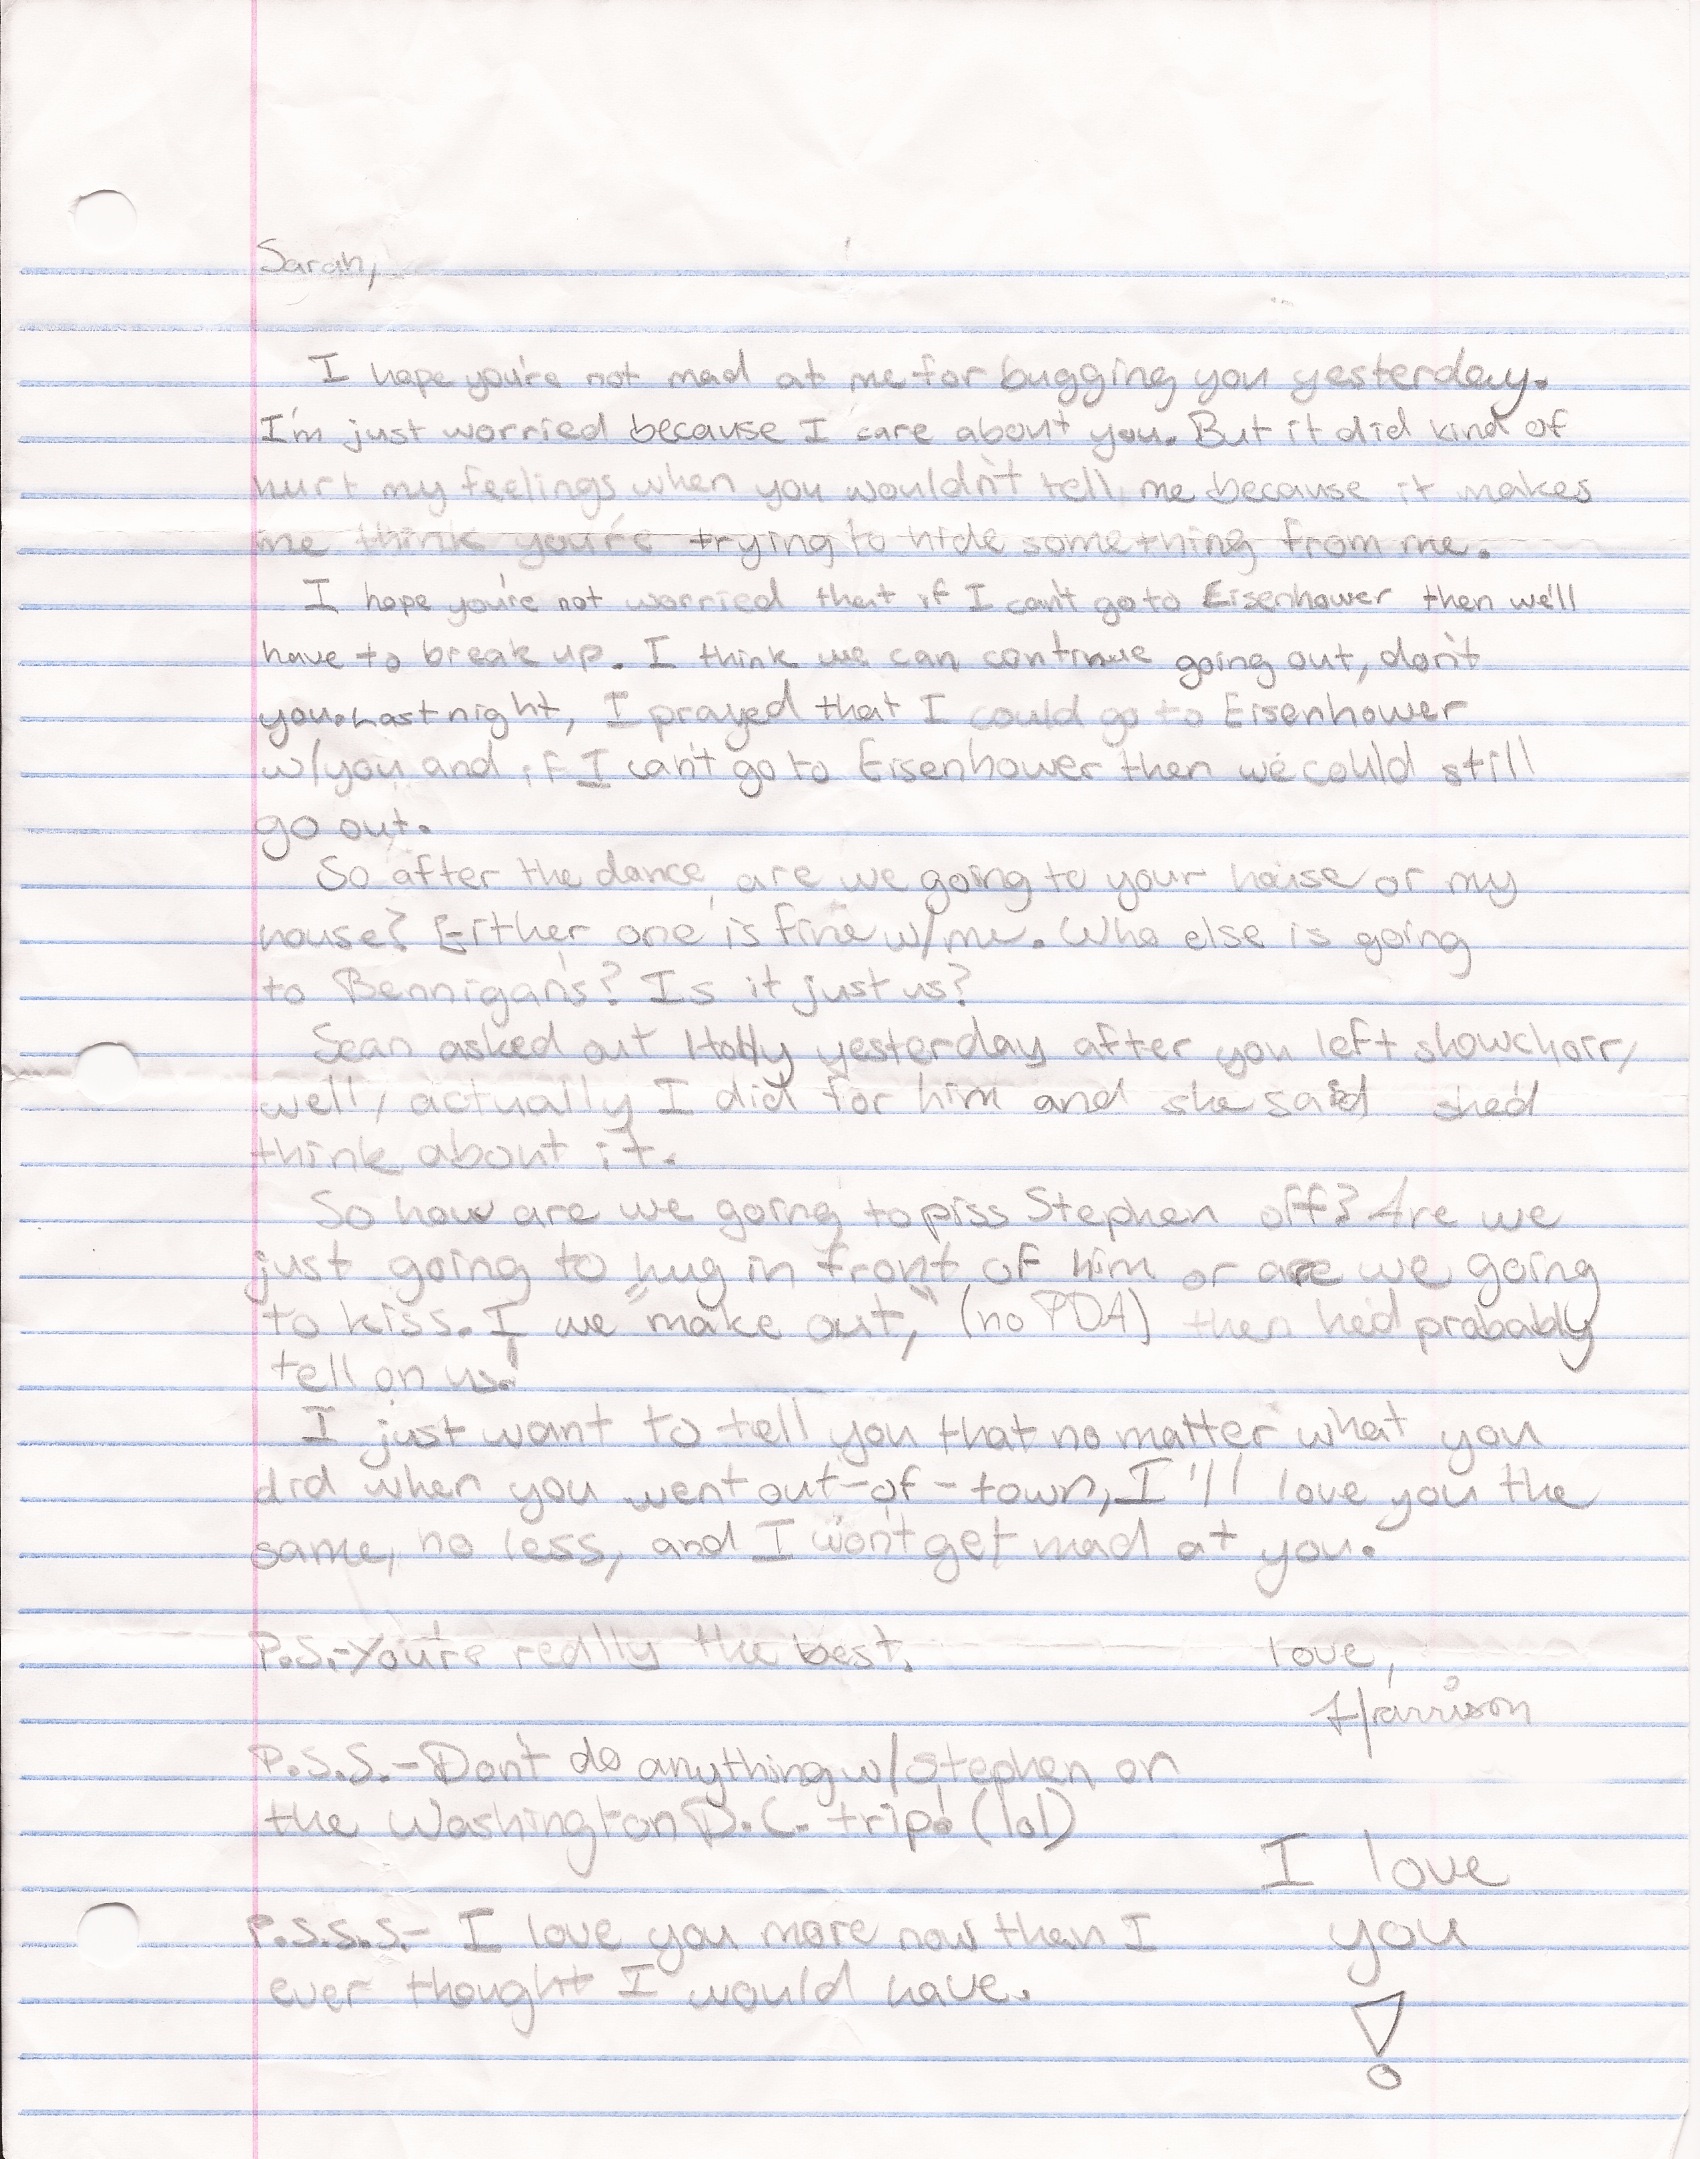 Sarah,
I hope you're not mad at me for bugging you yesterday.
I'm just worried because I care about you. But it did kind of
hurt my feelings when you wouldn't tell me because it makes
me think you're trying to hide something from me.
I hope you're not worried that if I can't go to Eisenhower then we'll
have to break up. I think we can continue going out, don't
you. Last night, I prayed that I could go to Eisenhower
w/you and if I can't go to Eisenhower then we could still
go out.
So after the dance, are we going to your house or my
house? Either one is fine w/me. Who else is going
to Bennigan's? Is it just us?
Sean asked out Holly yesterday after you left showchoir,
well, actually I did for him and she said she'd
think about it.
So how are we going to piss Stephen off? Are we
just going to hug in front of him or are we going
to kiss. I we "make out," (no PDA) then he'd probably
tell on us!
I just want to tell you that no matter what you
did when you went out-of-town, I'll love you the
same, no less, and I won't get mad at you.
P.S.-You're really the best.
love,
Harrison
P.S.S.-Don't do anything w/Stephen on
the Washington D.C. trip! (lol)
I love
you
!
P.S.S.S.- I love you more now than I
ever thought I would have.